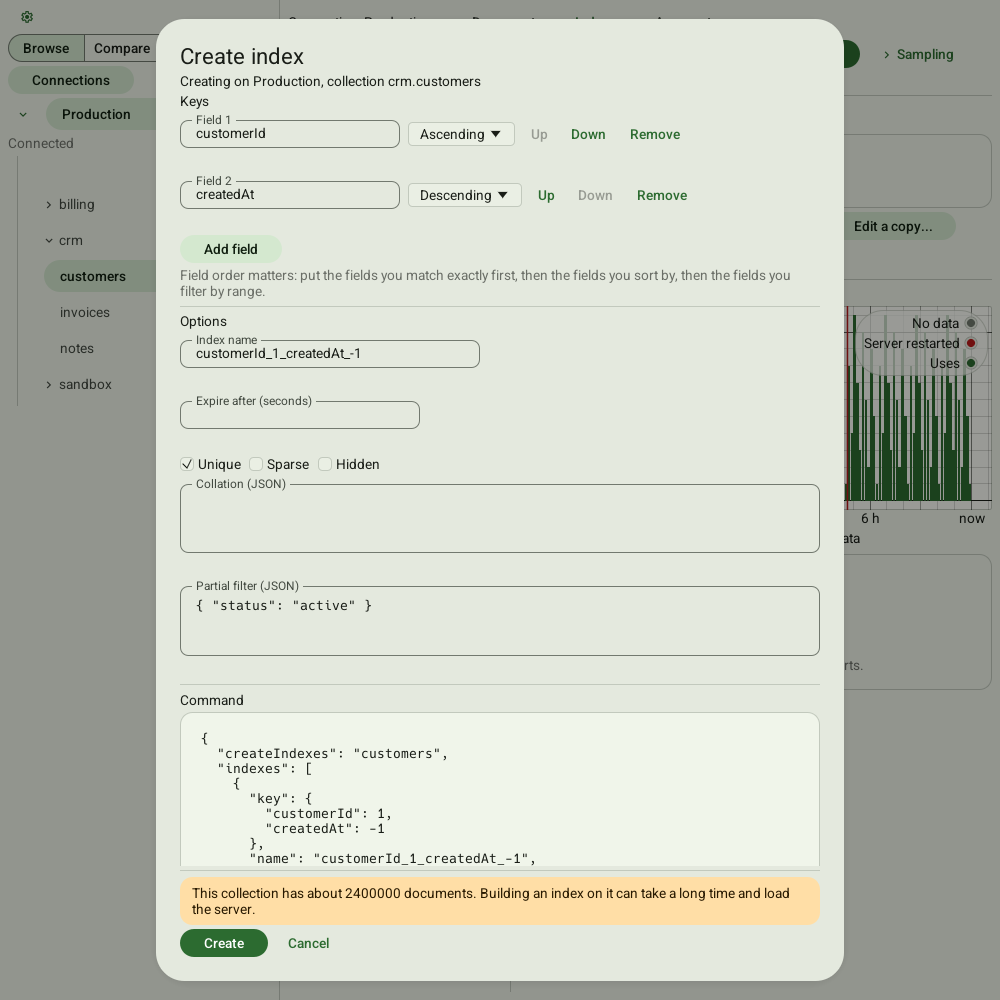 Browse
Compare
Connections
Production
Connected
billing
crm
customers
invoices
notes
sandbox
Sampling
Edit a copy...
No data
Server restarted
Uses
6 h
now
Create index
Creating on Production, collection crm.customers
Keys
Field 1
customerId
Ascending
Up
Down
Remove
Field 2
createdAt
Descending
Up
Down
Remove
Add field
Field order matters: put the fields you match exactly first, then the fields you sort by, then the fields you
filter by range.
Options
Index name
customerId_1_createdAt_-1
Expire after (seconds)
Unique
Sparse
Hidden
Collation (JSON)
Partial filter (JSON)
{ "status": "active" }
Command
{
"createIndexes": "customers",
"indexes": [
{
"key": {
"customerId": 1,
"createdAt": -1
},
"name": "customerId_1_createdAt_-1",
This collection has about 2400000 documents. Building an index on it can take a long time and load
the server.
Create
Cancel